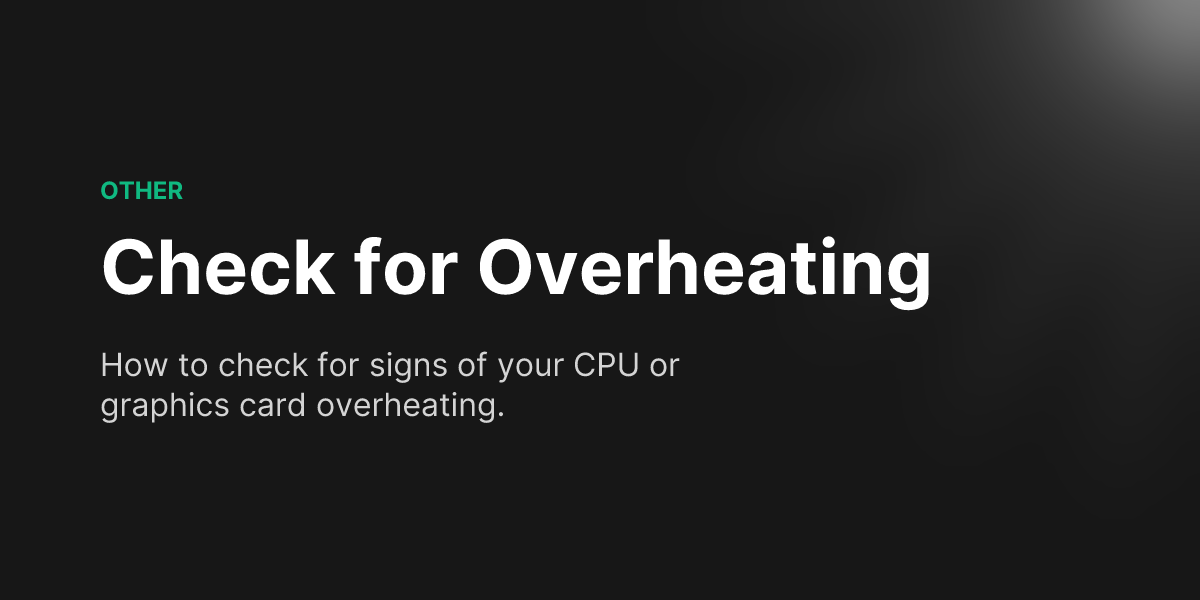 OTHER
Check for Overheating
How to check for signs of your CPU or
graphics card overheating.